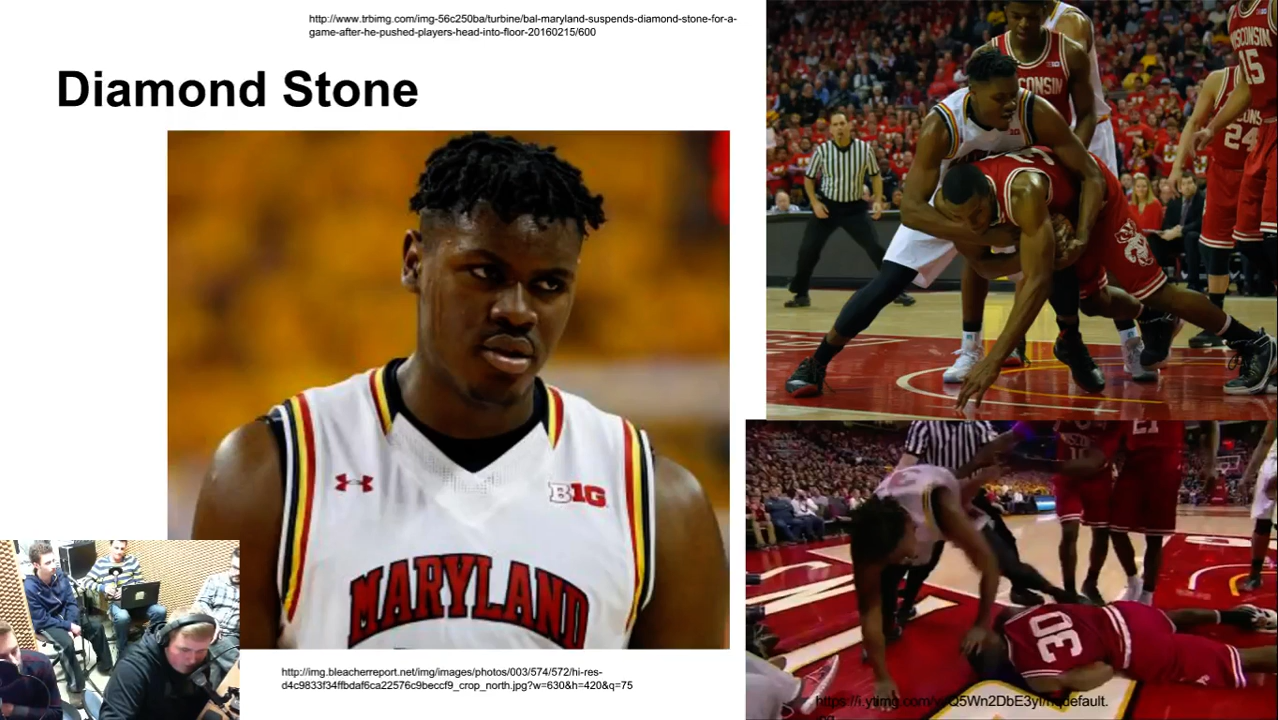 http://www.trbimg.com/img-56c250ba/turbine/bal-maryland-suspends-diamond-stone-for-a-
game-after-he-pushed-players-head-into-floor-20160215/600
Diamond Stone
WISCONSIN
15
24
B1G
MARYLAND
21
30
http://img.bleacherreport.net/img/images/photos/003/574/572/hi-res-
d4c9833f34ffbdaf6ca22576c9beccf9_crop_north.jpg?w=630&h=420&q=75